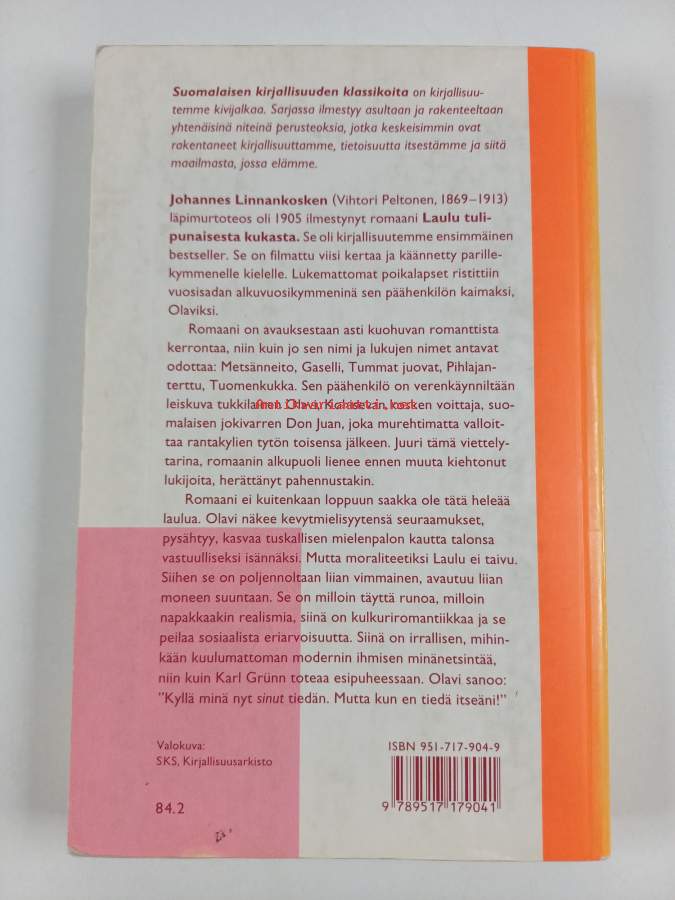 Suomalaisen kirjallisuuden klassikoita on kirjallisuu-
temme kivijalkaa. Sarjassa ilmestyy asultaan ja rakenteeltaan
yhtenäisinä niteinä perusteoksia, jotka keskeisimmin ovat
rakentaneet kirjallisuuttamme, tietoisuutta itsestämme ja siitä
maailmasta, jossa elämme.
Johannes Linnankosken (Vihtori Peltonen, 1869–1913)
läpimurtoteos oli 1905 ilmestynyt romaani Laulu tuli-
punaisesta kukasta. Se oli kirjallisuutemme ensimmäinen
bestseller. Se on filmattu viisi kertaa ja käännetty parille-
kymmenelle kielelle. Lukemattomat poikalapset ristittiin
vuosisadan alkuvuosikymmeninä sen päähenkilön kaimaksi,
Olaviksi.
Romaani on avauksestaan asti kuohuvan romanttista
kerrontaa, niin kuin jo sen nimi ja lukujen nimet antavat
odottaa: Metsänneito, Gaselli, Tummat juovat, Pihlajan-
terttu, Tuomenkukka. Sen päähenkilö on verenkäynniltään
leiskuva tukkilainen Olavi, Kohisevan kosken voittaja, suo-
malaisen jokivarren Don Juan, joka murehtimatta valloit-
taa rantakylien tytön toisensa jälkeen. Juuri tämä viettely-
tarina, romaanin alkupuoli lienee ennen muuta kiehtonut
lukijoita, herättänyt pahennustakin.
Romaani ei kuitenkaan loppuun saakka ole tätä heleää
laulua. Olavi näkee kevytmielisyytensä seuraamukset,
pysähtyy, kasvaa tuskallisen mielenpalon kautta talonsa
vastuulliseksi isännäksi. Mutta moraliteetiksi Laulu ei taivu.
Siihen se on poljennoltaan liian vimmainen, avautuu liian
moneen suuntaan. Se on milloin täyttä runoa, milloin
napakkaakin realismia, siinä on kulkuriromantiikkaa ja se
peilaa sosiaalista eriarvoisuutta. Siinä on irrallisen, mihin-
kään kuulumattoman modernin ihmisen minänetsintää,
niin kuin Karl Grünn toteaa esipuheessaan. Olavi sanoo:
"Kyllä minä nyt sinut tiedän. Mutta kun en tiedä itseäni!"
Valokuva:
SKS, Kirjallisuusarkisto
84.2
ISBN 951-717-904-9
9 789517 179041